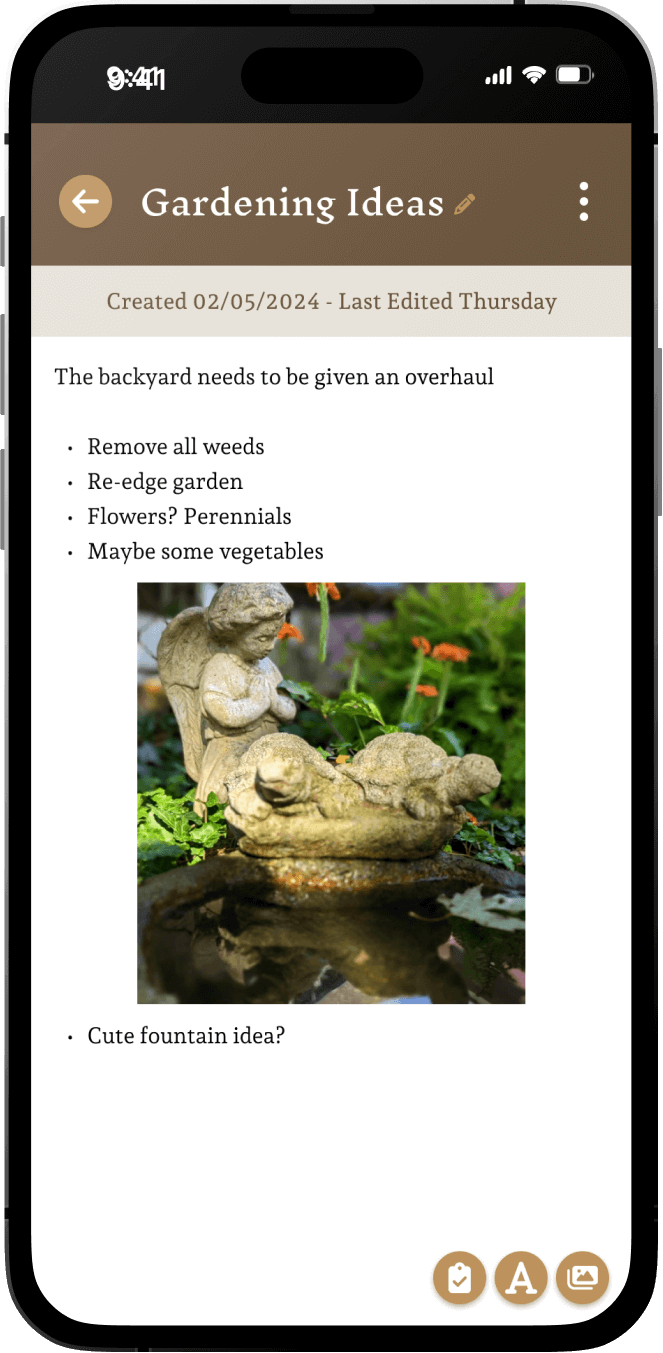 9:41
Gardening Ideas
Created 02/05/2024 - Last Edited Thursday
The backyard needs to be given an overhaul
• Remove all weeds
• Re-edge garden
• Flowers? Perennials
• Maybe some vegetables
• Cute fountain idea?
A